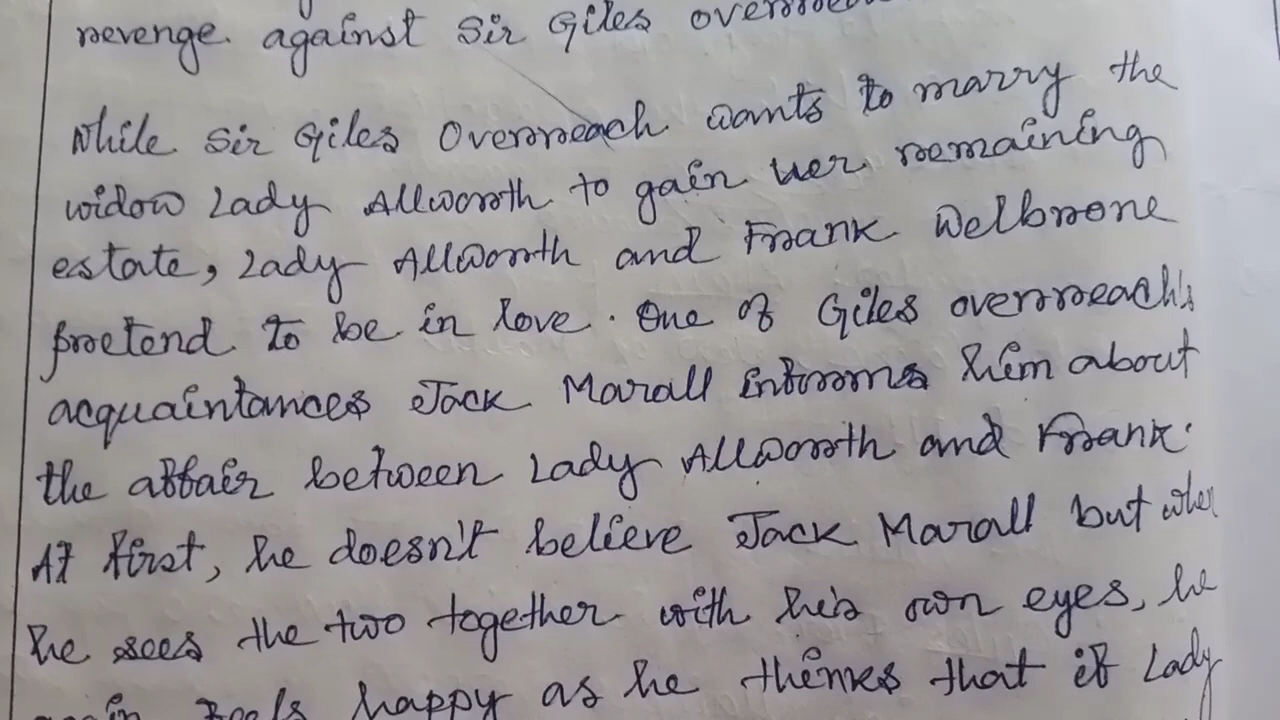 revenge against Sir Giles
While Sir Giles Overreach wants to marry the
widow Lady Allworth to gain her remaining
estate, Lady Allworth and Frank Welbrone
pretend to be in love. One of Giles overreach's
acquaintances Jack Marall informs him about
the affair between Lady Allworth and Frank.
At first, he doesn't believe Jack Marall but when
he sees the two together with his own eyes, he
feels happy as he thinks that if Lady